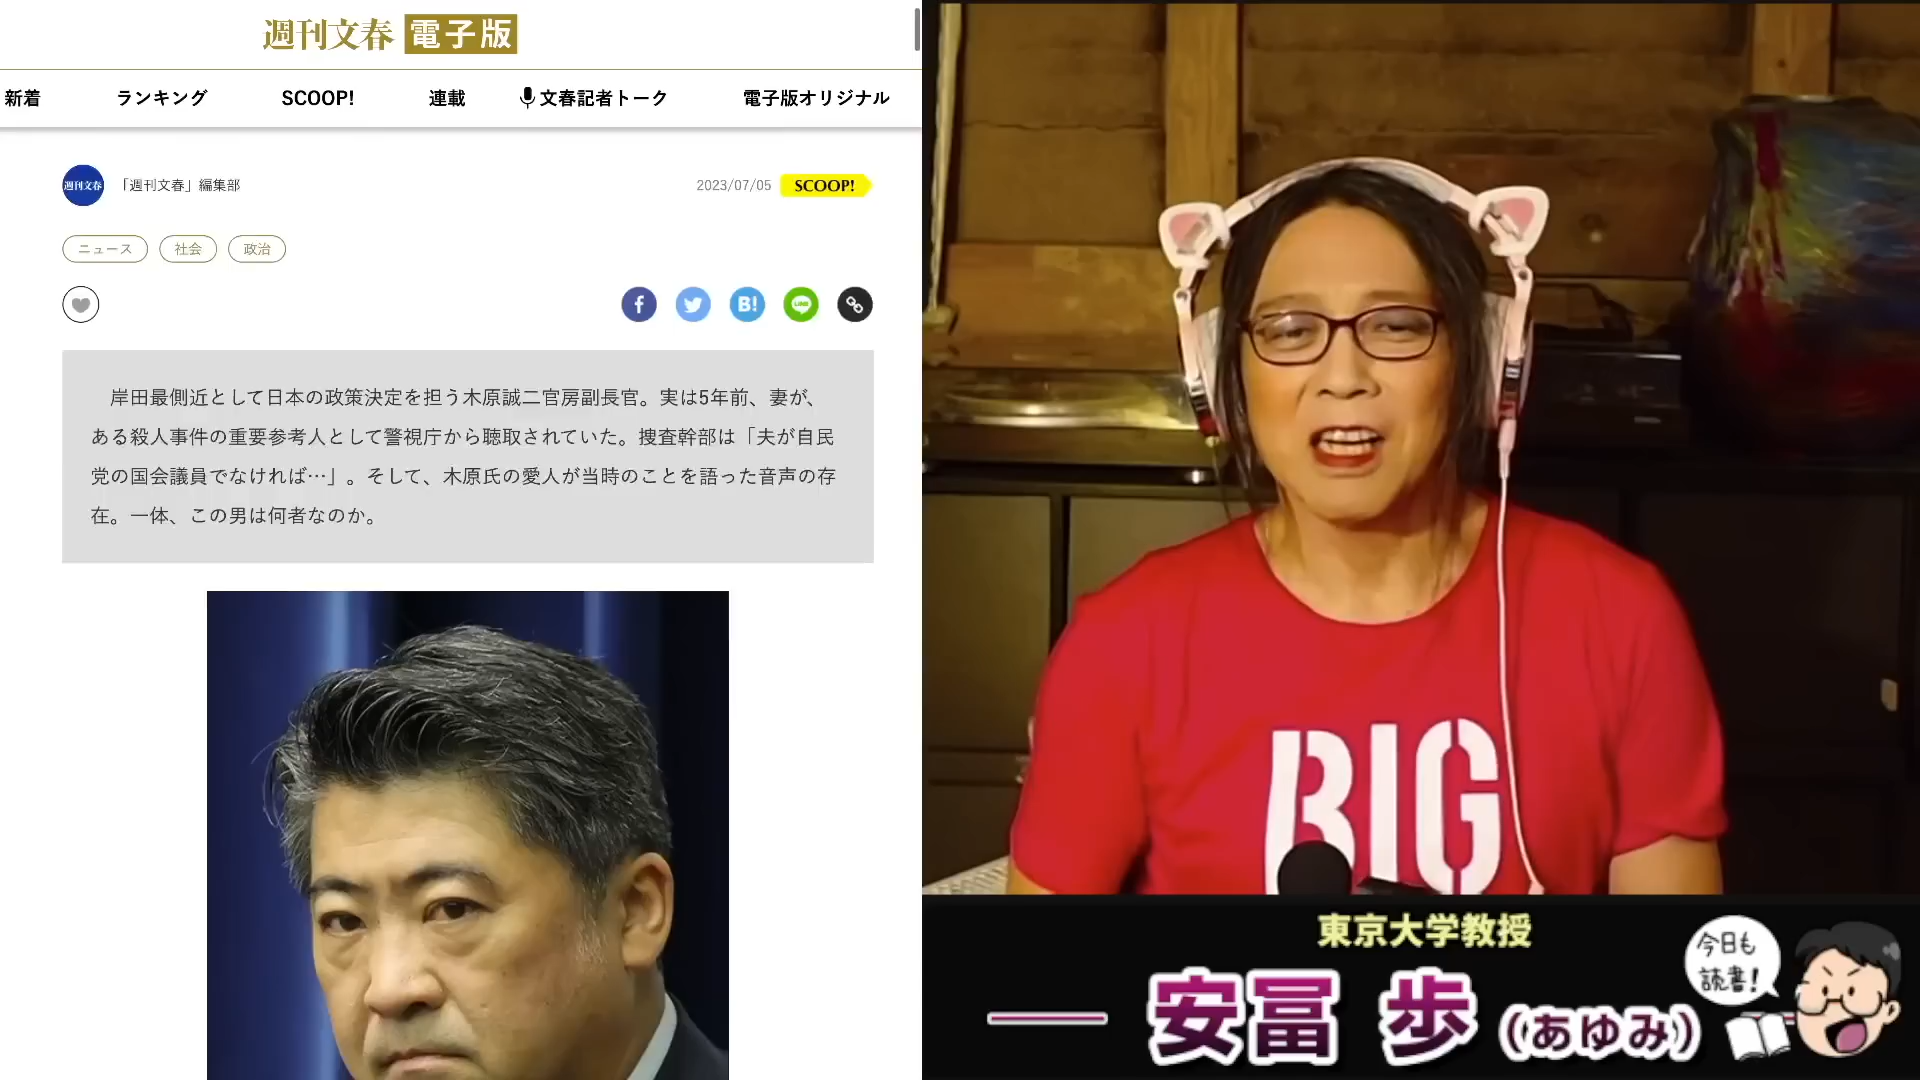 週刊文春 電子版
新着 ランキング SCOOP! 連載 文春記者トーク 電子版オリジナル
週刊文春 「週刊文春」編集部 2023/07/05 SCOOP!
ニュース 社会 政治
f B! LINE
岸田最側近として日本の政策決定を担う木原誠二官房副長官。実は5年前、妻が、
ある殺人事件の重要参考人として警視庁から聴取されていた。捜査幹部は「夫が自民
党の国会議員でなければ…」。そして、木原氏の愛人が当時のことを語った音声の存
在。一体、この男は何者なのか。
BIG
東京大学教授
安冨 歩 (あゆみ)
今日も
読書!